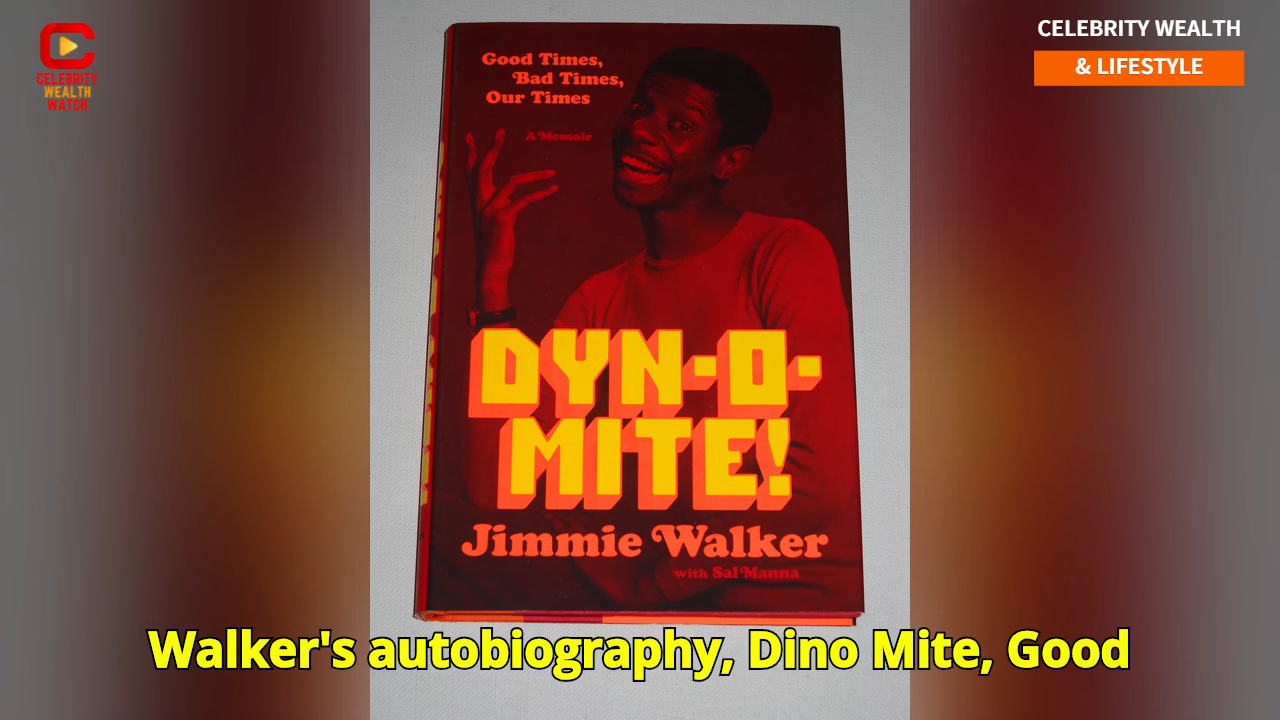 CELEBRITY
WEALTH
WATCH
CELEBRITY WEALTH
& LIFESTYLE
Good Times,
Bad Times,
Our Times
A Memoir
DYN-O-
MITE!
Jimmie Walker
with Sal Manna
Walker's autobiography, Dino Mite, Good